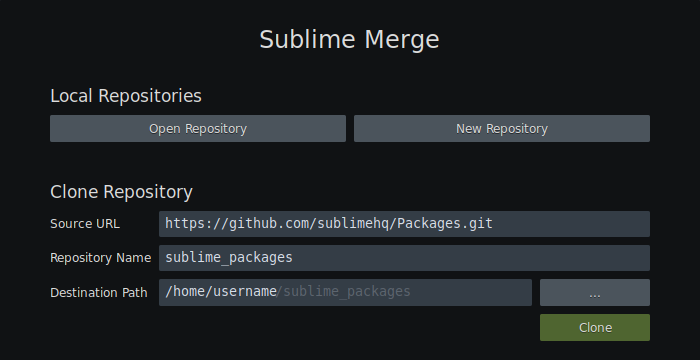 Sublime Merge
Local Repositories
Open Repository New Repository
Clone Repository
Source URL https://github.com/sublimehq/Packages.git
Repository Name sublime_packages
Destination Path /home/username/sublime_packages ...
Clone